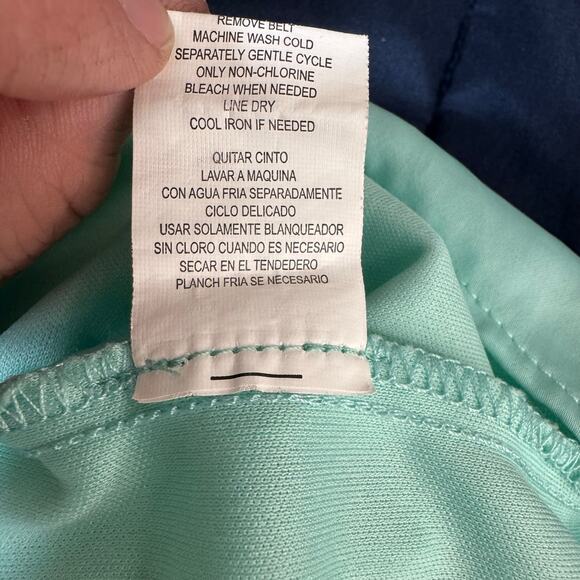 REMOVE BELT
MACHINE WASH COLD
SEPARATELY GENTLE CYCLE
ONLY NON-CHLORINE
BLEACH WHEN NEEDED
LINE DRY
COOL IRON IF NEEDED
QUITAR CINTO
LAVAR A MAQUINA
CON AGUA FRIA SEPARADAMENTE
CICLO DELICADO
USAR SOLAMENTE BLANQUEADOR
SIN CLORO CUANDO ES NECESARIO
SECAR EN EL TENDEDERO
PLANCH FRIA SE NECESARIO